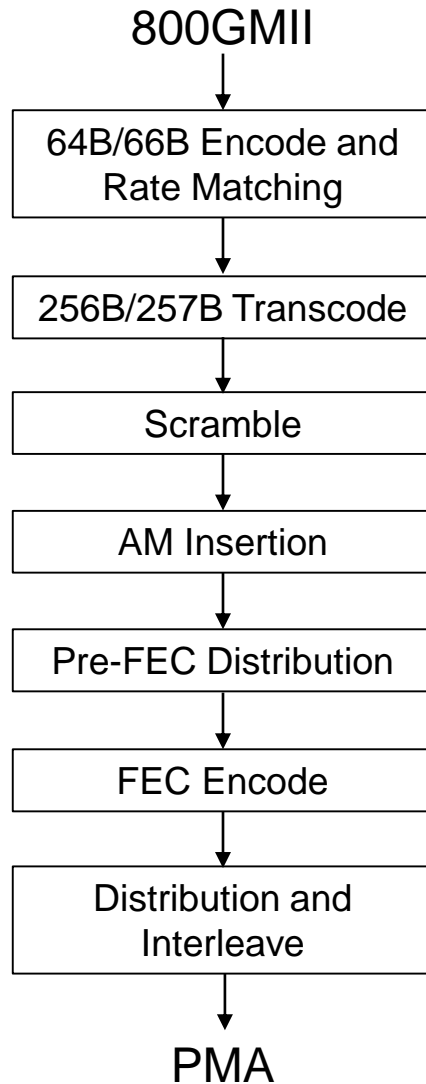 800GMII
64B/66B Encode and
Rate Matching
256B/257B Transcode
Scramble
AM Insertion
Pre-FEC Distribution
FEC Encode
Distribution and
Interleave
PMA